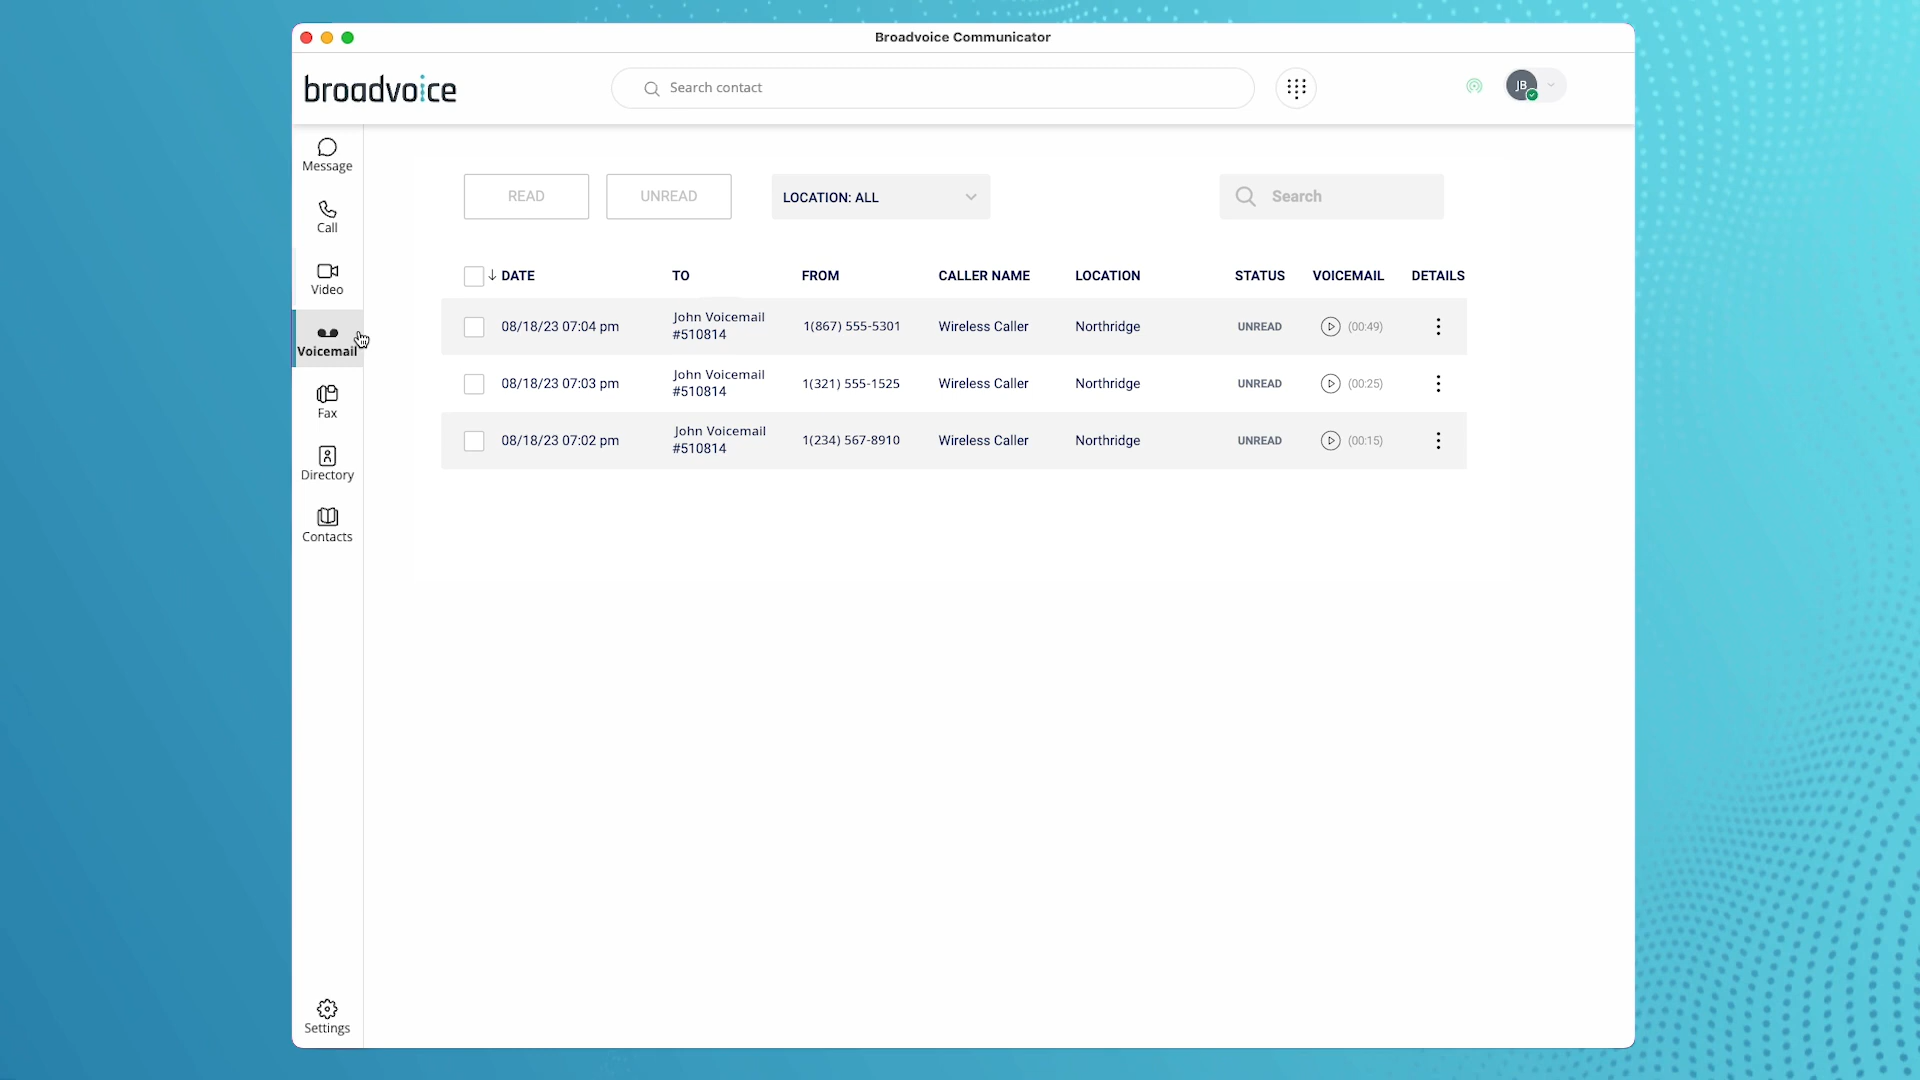 Broadvoice Communicator
broadvoice
Search contact
JB
Message
Call
Video
Voicemail
Fax
Directory
Contacts
Settings
READ
UNREAD
LOCATION: ALL
Search
DATE TO FROM CALLER NAME LOCATION STATUS VOICEMAIL DETAILS
08/18/23 07:04 pm John Voicemail #510814 1(867) 555-5301 Wireless Caller Northridge UNREAD (00:49)
08/18/23 07:03 pm John Voicemail #510814 1(321) 555-1525 Wireless Caller Northridge UNREAD (00:25)
08/18/23 07:02 pm John Voicemail #510814 1(234) 567-8910 Wireless Caller Northridge UNREAD (00:15)